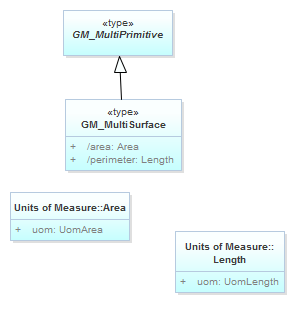 «type»
GM_MultiPrimitive
«type»
GM_MultiSurface
+ /area: Area
+ /perimeter: Length
Units of Measure::Area
+ uom: UomArea
Units of Measure::
Length
+ uom: UomLength